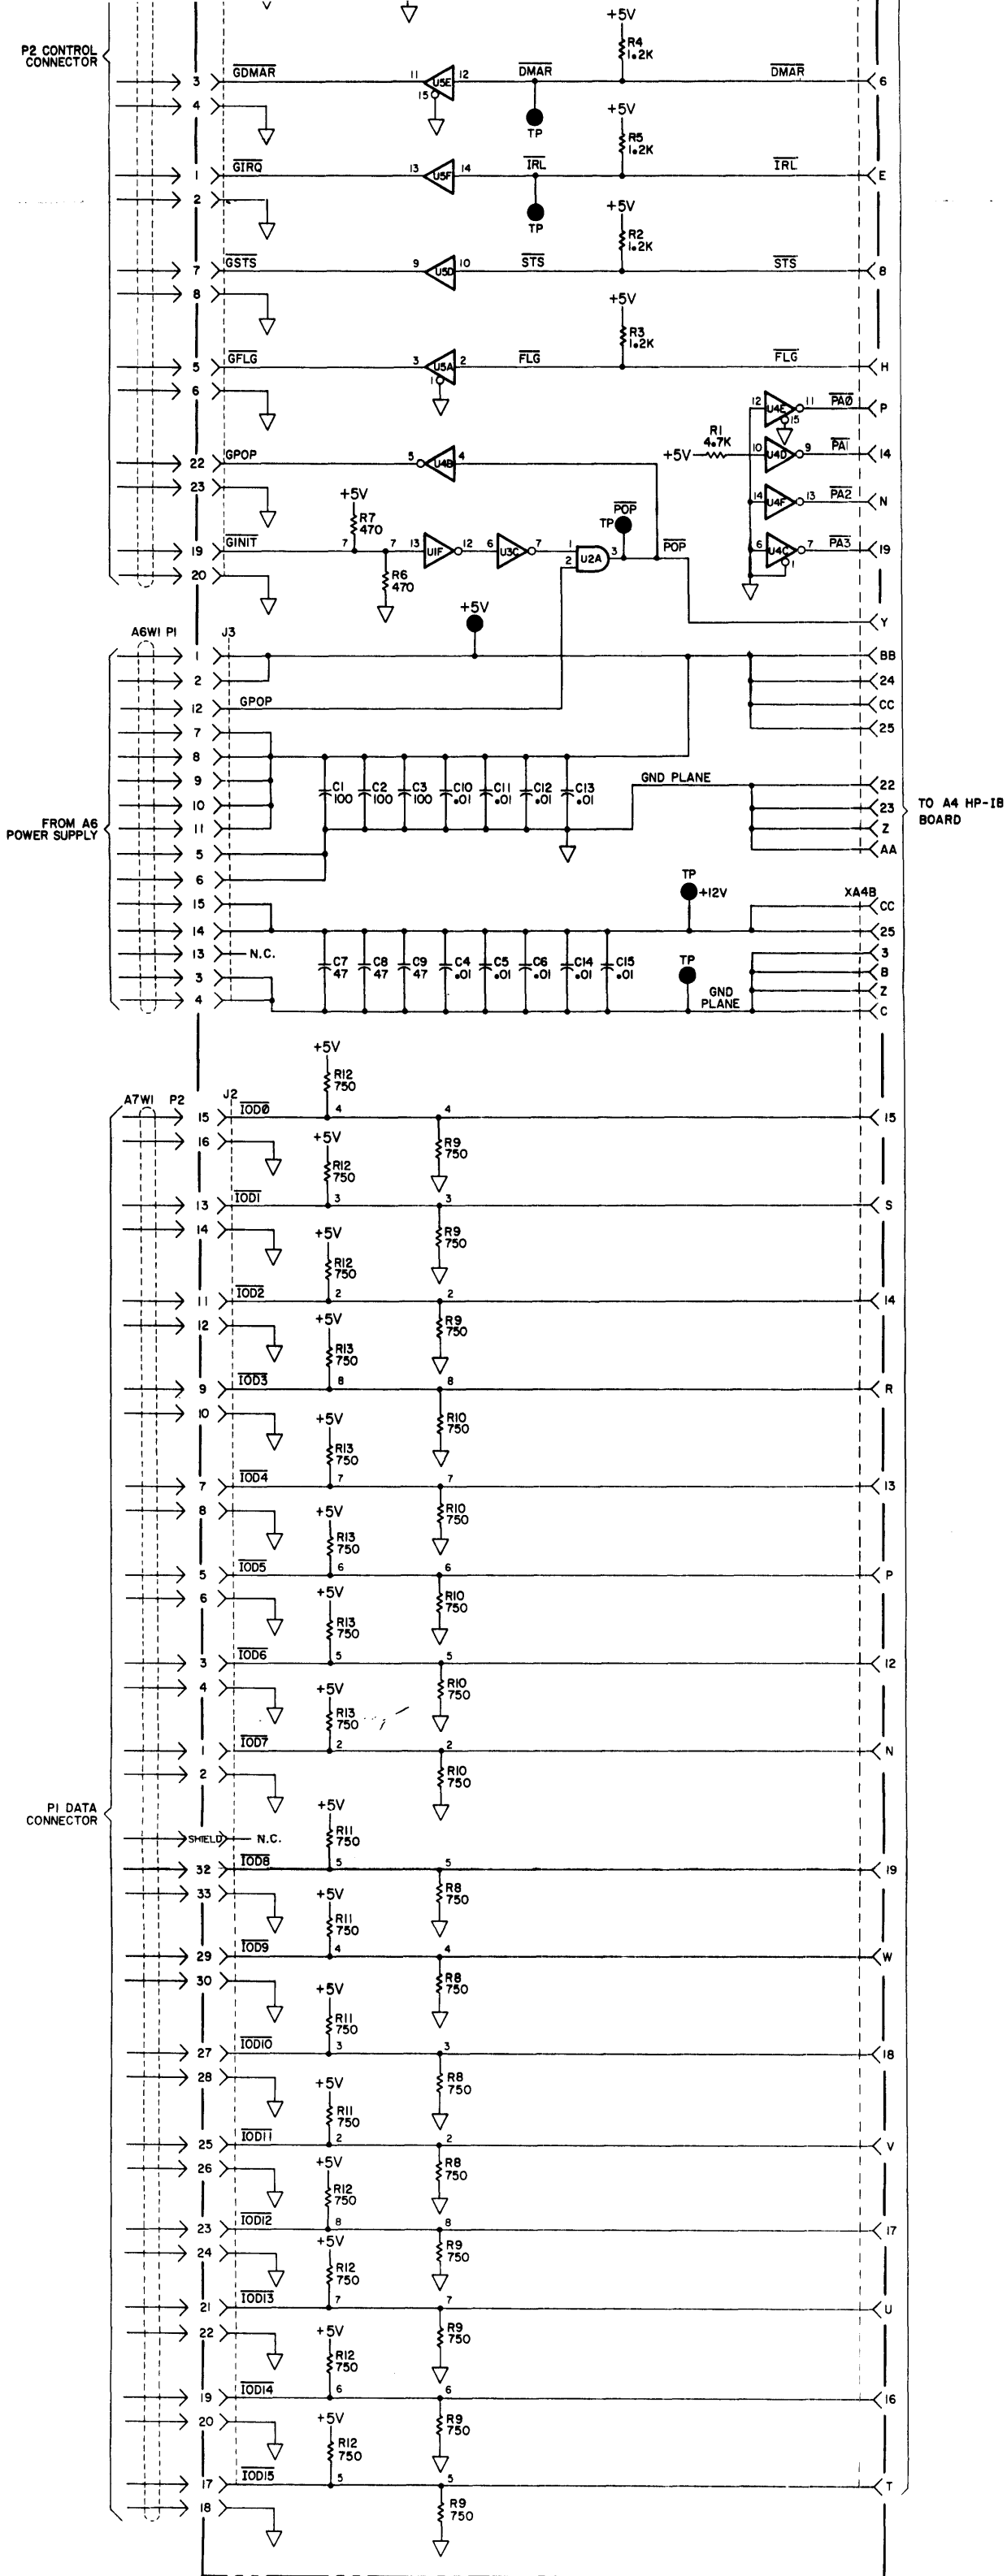 +5V
P2 CONTROL
CONNECTOR
R4
1.2K
3 GDMAR 11 U5E 12 DMAR DMAR 6
15
4
TP
+5V
R5
1.2K
1 GIRQ 13 U5F 14 IRL IRL E
2
TP
+5V
R2
1.2K
7 GSTS 9 U5D 10 STS STS 8
8
+5V
R3
1.2K
5 GFLG 3 U5A 2 FLG FLG H
1
6
12 U4E 11 PA0 P
15
R1
4.7K
+5V 10 U4D 9 PA1 14
22 GPOP 5 U4B 4
23
+5V
14 U4F 13 PA2 N
R7
470
POP
TP
19 GINIT 7 7 13 U1F 12 6 U3C 7 1 U2A 3 POP 6 U4C 7 PA3 19
2
1
R6
470
20
+5V
Y
A6W1 P1 J3
1 BB
2 24
12 GPOP CC
7 25
8
9
C1
100
C2
100
C3
100
C10
.01
C11
.01
C12
.01
C13
.01
GND PLANE 22
10 23
11 Z
AA
FROM A6
POWER SUPPLY
TO A4 HP-IB
BOARD
5
6
TP
+12V
XA4B
15 CC
14 25
13 N.C. 3
C7
47
C8
47
C9
47
C4
.01
C5
.01
C6
.01
C14
.01
C15
.01
TP
3 B
GND
PLANE
Z
4 C
+5V
R12
750
A7W1 P2 J2
15 IOD0 4 4 15
16
+5V
R9
750
R12
750
13 IOD1 3 3 S
14
+5V
R9
750
R12
750
11 IOD2 2 2 14
12
+5V
R9
750
R13
750
9 IOD3 8 8 R
10
+5V
R10
750
R13
750
7 IOD4 7 7 13
8
+5V
R10
750
R13
750
5 IOD5 6 6 P
6
+5V
R10
750
R13
750
3 IOD6 5 5 12
4
+5V
R10
750
R13
750
1 IOD7 2 2 N
2
R10
750
P1 DATA
CONNECTOR
+5V
R11
750
SHIELD N.C.
32 IOD8 5 5 19
33
+5V
R8
750
R11
750
29 IOD9 4 4 W
30
+5V
R8
750
R11
750
27 IOD10 3 3 18
28
+5V
R8
750
R11
750
25 IOD11 2 2 V
26
+5V
R8
750
R12
750
23 IOD12 8 8 17
24
+5V
R9
750
R12
750
21 IOD13 7 7 U
22
+5V
R9
750
R12
750
19 IOD14 6 6 16
20
+5V
R9
750
R12
750
17 IOD15 5 5 T
18
R9
750